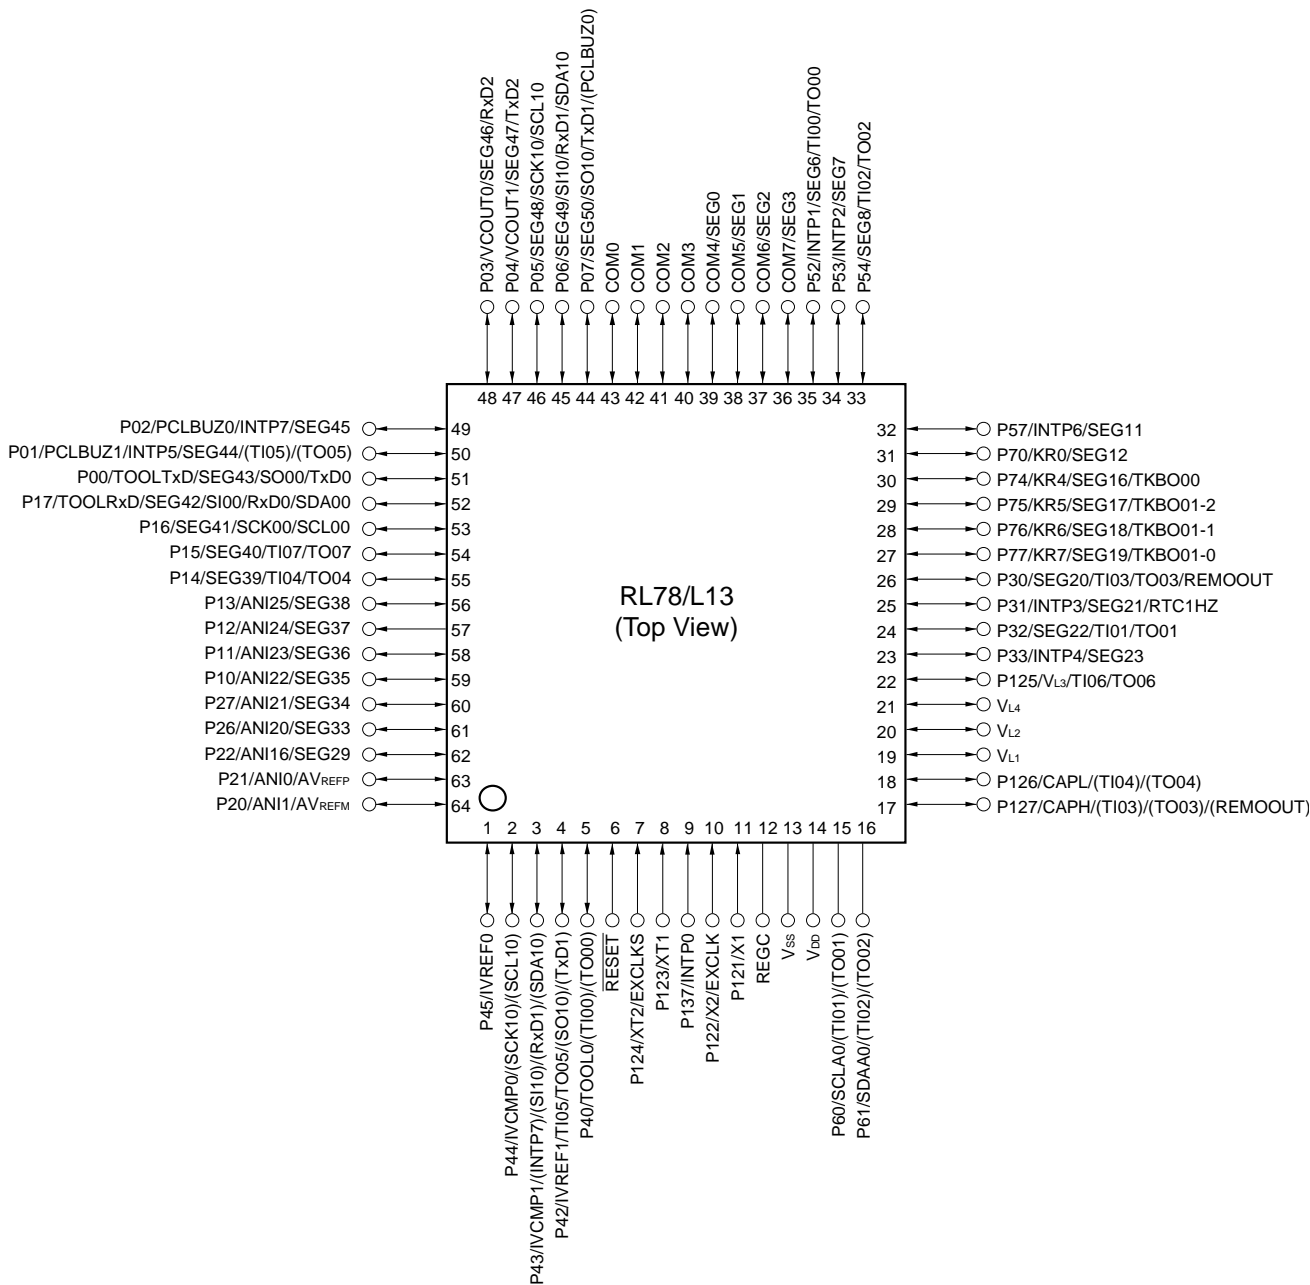 P03/VCOUT0/SEG46/RxD2
P04/VCOUT1/SEG47/TxD2
P05/SEG48/SCK10/SCL10
P06/SEG49/SI10/RxD1/SDA10
P07/SEG50/SO10/TxD1/(PCLBUZ0)
COM0
COM1
COM2
COM3
COM4/SEG0
COM5/SEG1
COM6/SEG2
COM7/SEG3
P52/INTP1/SEG6/TI00/TO00
P53/INTP2/SEG7
P54/SEG8/TI02/TO02
48 47 46 45 44 43 42 41 40 39 38 37 36 35 34 33
P02/PCLBUZ0/INTP7/SEG45 49
P01/PCLBUZ1/INTP5/SEG44/(TI05)/(TO05) 50
P00/TOOLTxD/SEG43/SO00/TxD0 51
P17/TOOLRxD/SEG42/SI00/RxD0/SDA00 52
P16/SEG41/SCK00/SCL00 53
P15/SEG40/TI07/TO07 54
P14/SEG39/TI04/TO04 55
P13/ANI25/SEG38 56
P12/ANI24/SEG37 57
P11/ANI23/SEG36 58
P10/ANI22/SEG35 59
P27/ANI21/SEG34 60
P26/ANI20/SEG33 61
P22/ANI16/SEG29 62
P21/ANI0/AVREFP 63
P20/ANI1/AVREFM 64
RL78/L13
(Top View)
32 P57/INTP6/SEG11
31 P70/KR0/SEG12
30 P74/KR4/SEG16/TKBO00
29 P75/KR5/SEG17/TKBO01-2
28 P76/KR6/SEG18/TKBO01-1
27 P77/KR7/SEG19/TKBO01-0
26 P30/SEG20/TI03/TO03/REMOOUT
25 P31/INTP3/SEG21/RTC1HZ
24 P32/SEG22/TI01/TO01
23 P33/INTP4/SEG23
22 P125/VL3/TI06/TO06
21 VL4
20 VL2
19 VL1
18 P126/CAPL/(TI04)/(TO04)
17 P127/CAPH/(TI03)/(TO03)/(REMOOUT)
1 2 3 4 5 6 7 8 9 10 11 12 13 14 15 16
P45/IVREF0
P44/IVCMP0/(SCK10)/(SCL10)
P43/IVCMP1/(INTP7)/(SI10)/(RxD1)/(SDA10)
P42/IVREF1/TI05/TO05/(SO10)/(TxD1)
P40/TOOL0/(TI00)/(TO00)
RESET
P124/XT2/EXCLKS
P123/XT1
P137/INTP0
P122/X2/EXCLK
P121/X1
REGC
VSS
VDD
P60/SCLA0/(TI01)/(TO01)
P61/SDAA0/(TI02)/(TO02)